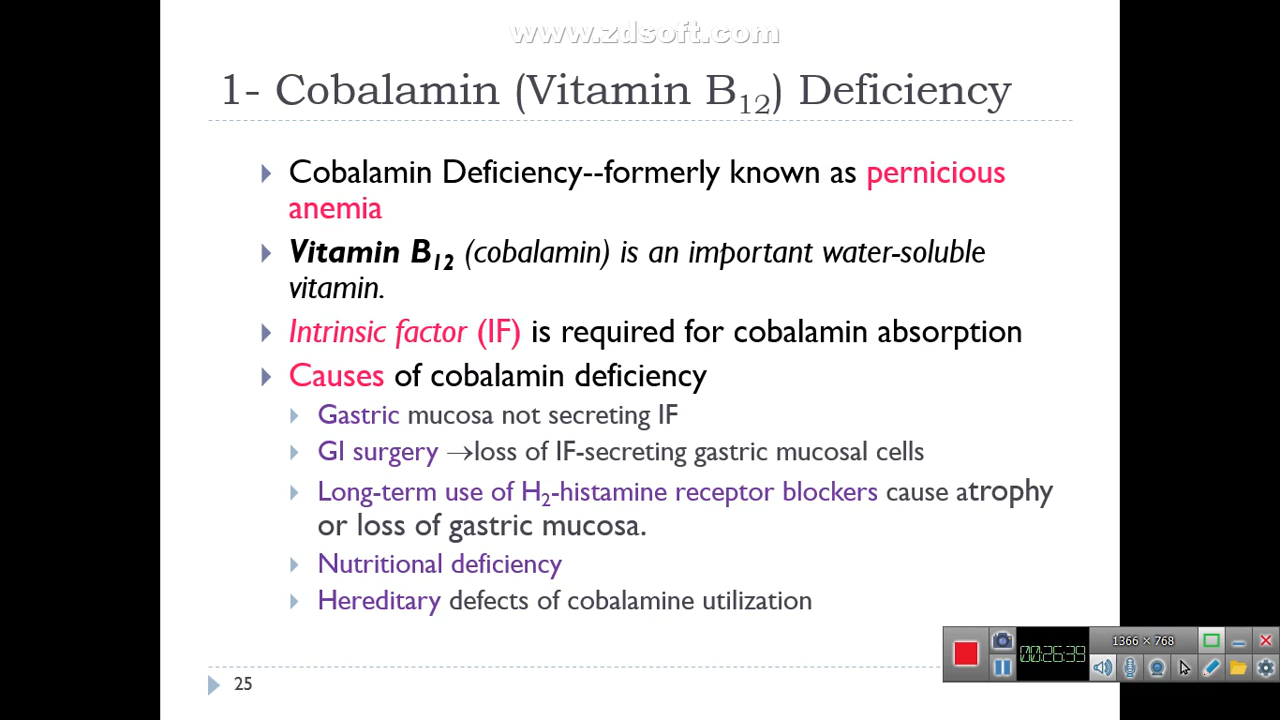 www.zdsoft.com
1- Cobalamin (Vitamin B12) Deficiency
Cobalamin Deficiency--formerly known as pernicious
anemia
Vitamin B12 (cobalamin) is an important water-soluble
vitamin.
Intrinsic factor (IF) is required for cobalamin absorption
Causes of cobalamin deficiency
Gastric mucosa not secreting IF
GI surgery →loss of IF-secreting gastric mucosal cells
Long-term use of H2-histamine receptor blockers cause atrophy
or loss of gastric mucosa.
Nutritional deficiency
Hereditary defects of cobalamine utilization
1366 × 768
00:26:39
25